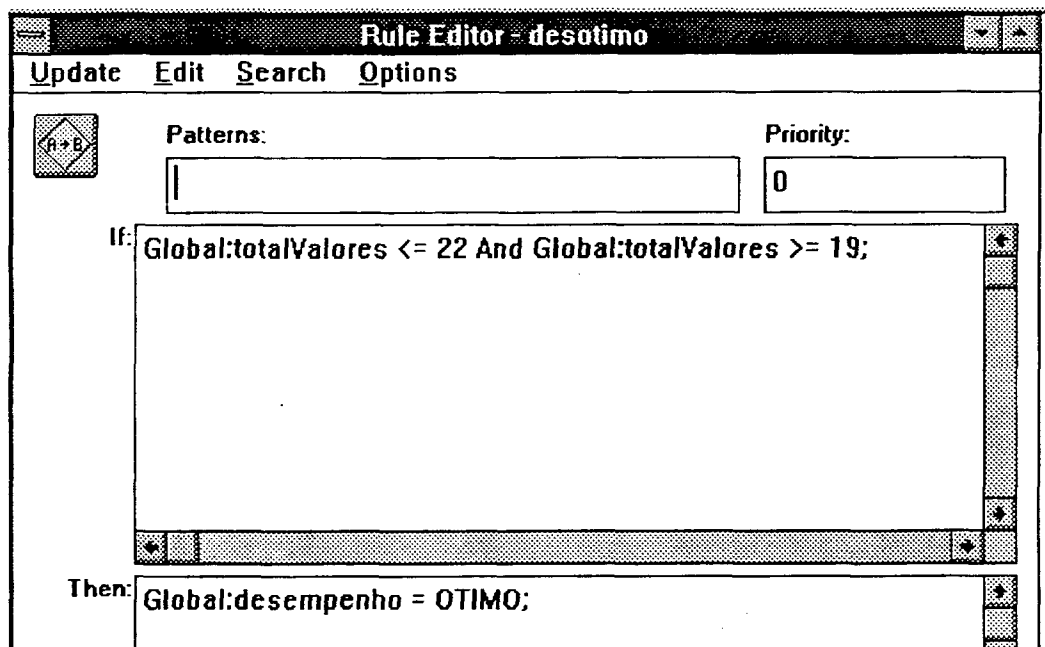 Rule Editor - desotimo
Update Edit Search Options
Patterns: Priority:
A→B
0
If: Global:totalValores <= 22 And Global:totalValores >= 19;
Then: Global:desempenho = OTIMO;